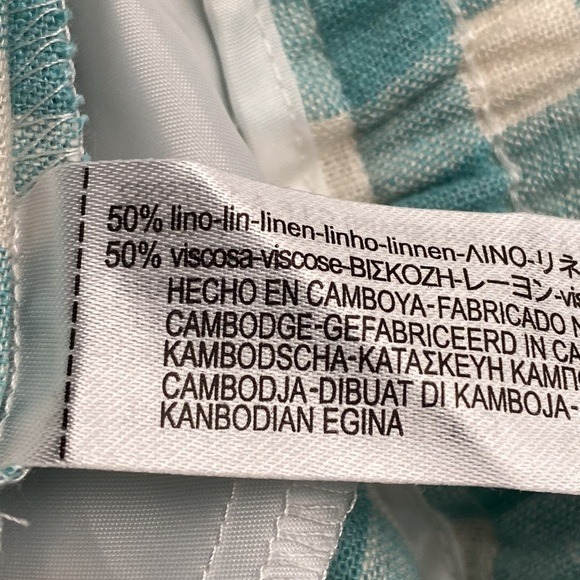 50% lino-lin-linen-linho-linnen-ΛΙΝΟ-リネ
50% viscosa-viscose-ΒΙΣΚΟΖΗ-レーヨン-vis
HECHO EN CAMBOYA-FABRICADO N
CAMBODGE-GEFABRICEERD IN CA
KAMBODSCHA-ΚΑΤΑΣΚΕΥΗ ΚΑΜΠΟ
CAMBODJA-DIBUAT DI KAMBOJA-
KANBODIAN EGINA